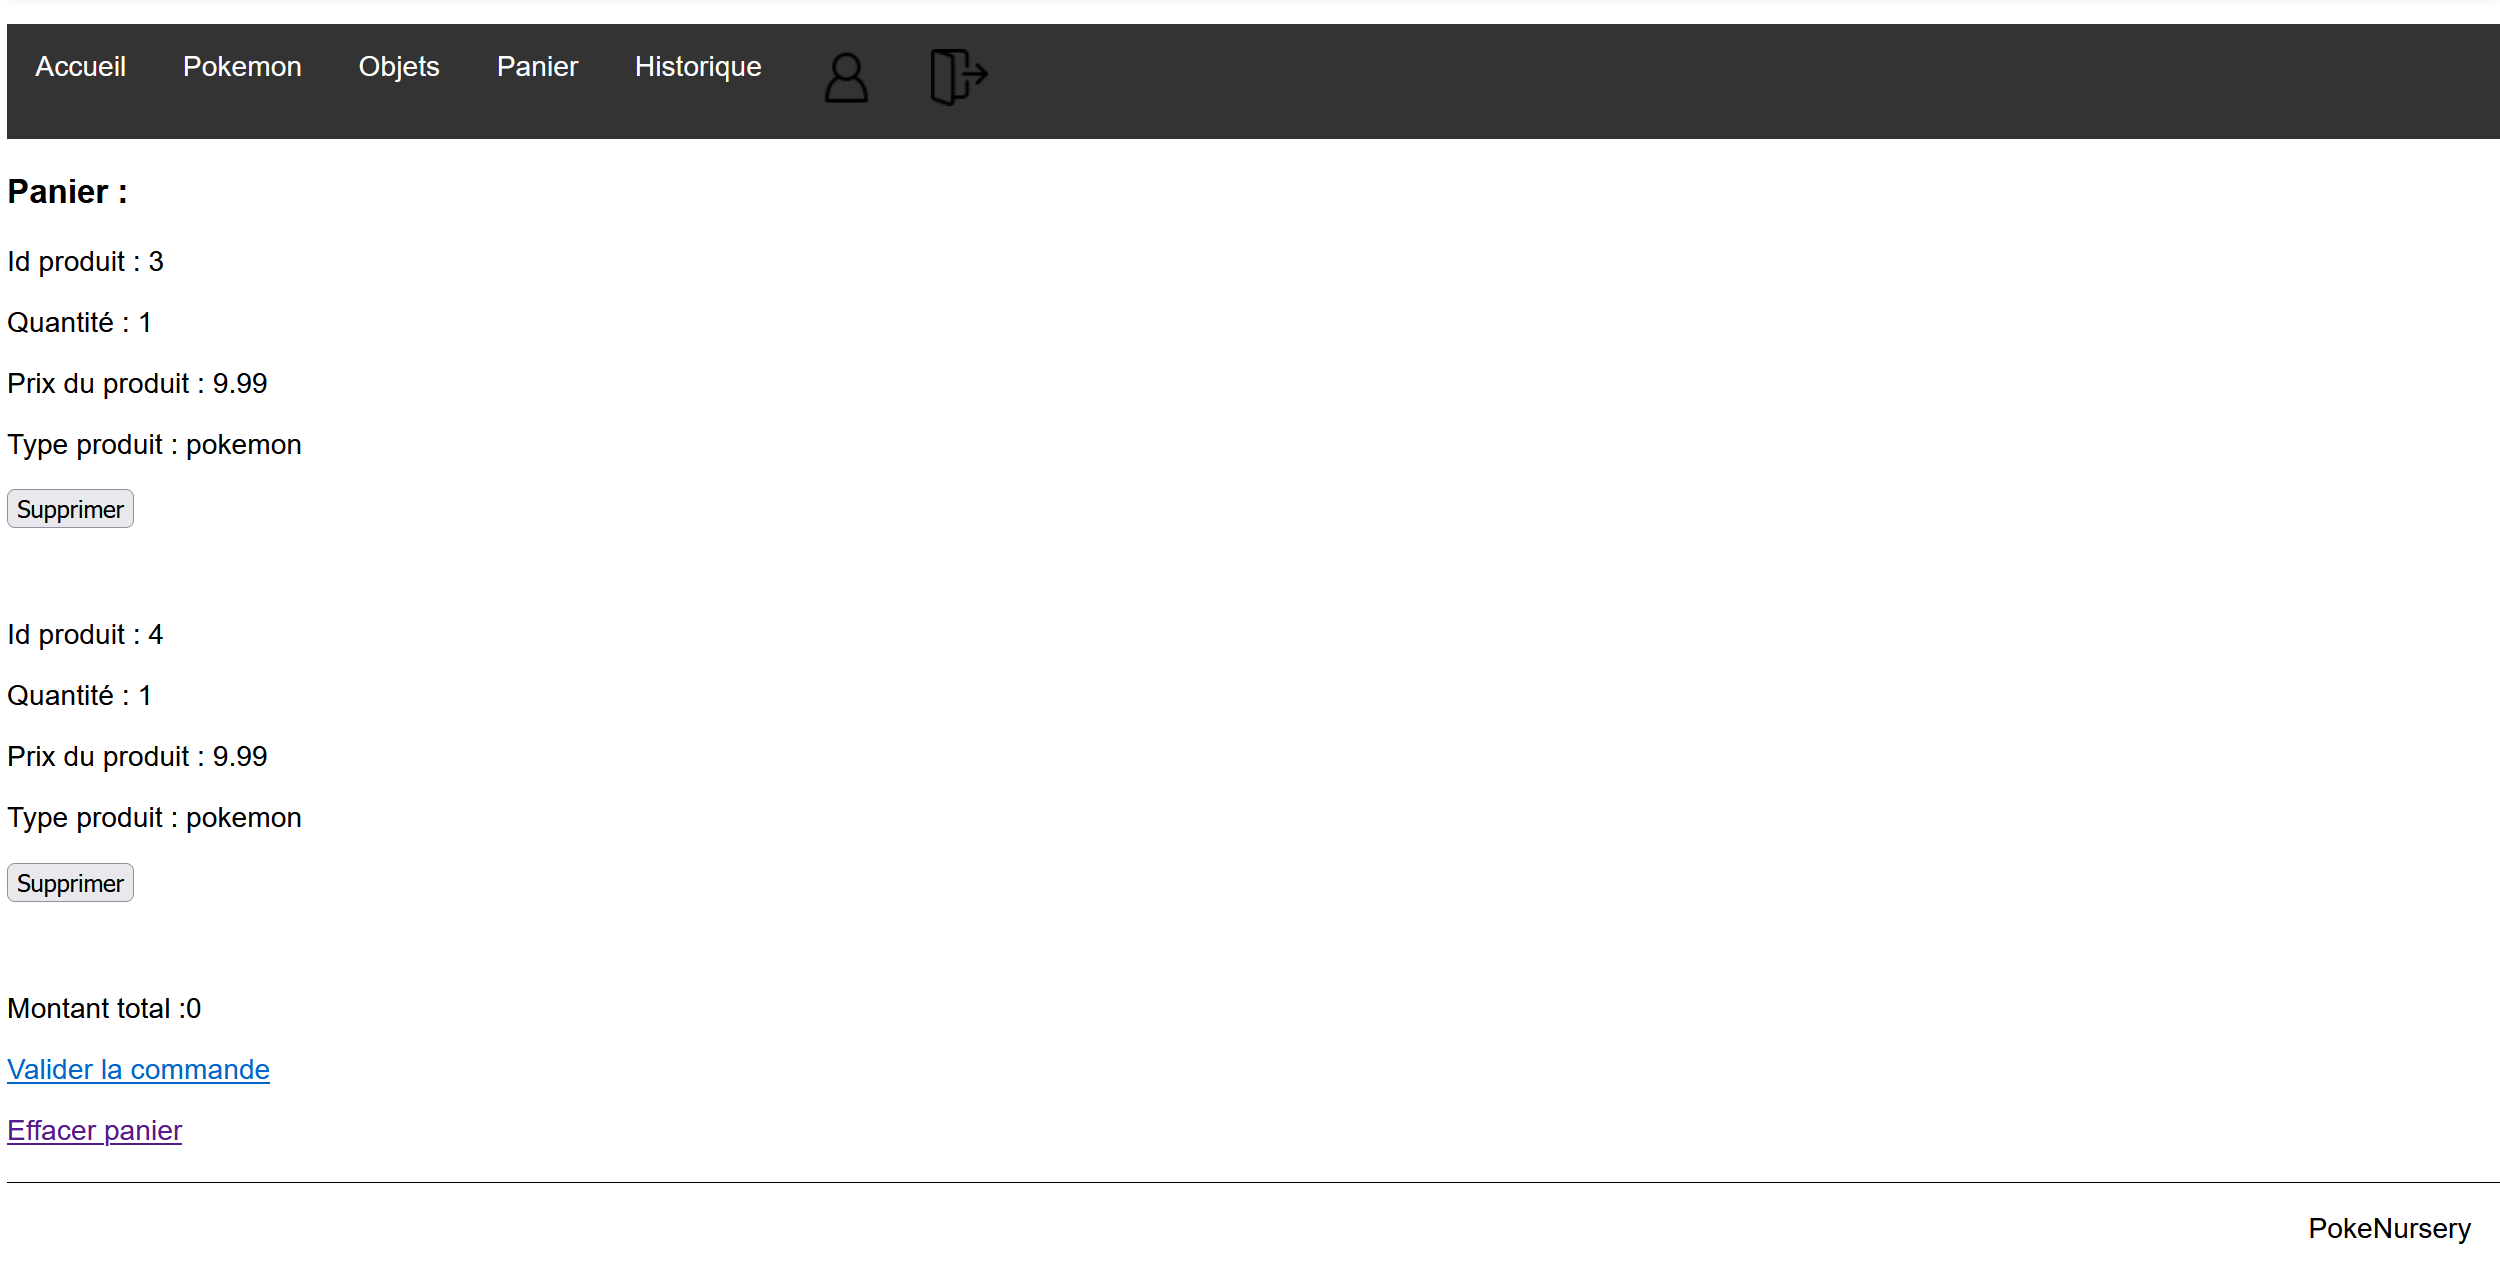 Accueil Pokemon Objets Panier Historique
Panier :
Id produit : 3
Quantité : 1
Prix du produit : 9.99
Type produit : pokemon
Supprimer
Id produit : 4
Quantité : 1
Prix du produit : 9.99
Type produit : pokemon
Supprimer
Montant total :0
Valider la commande
Effacer panier
PokeNursery